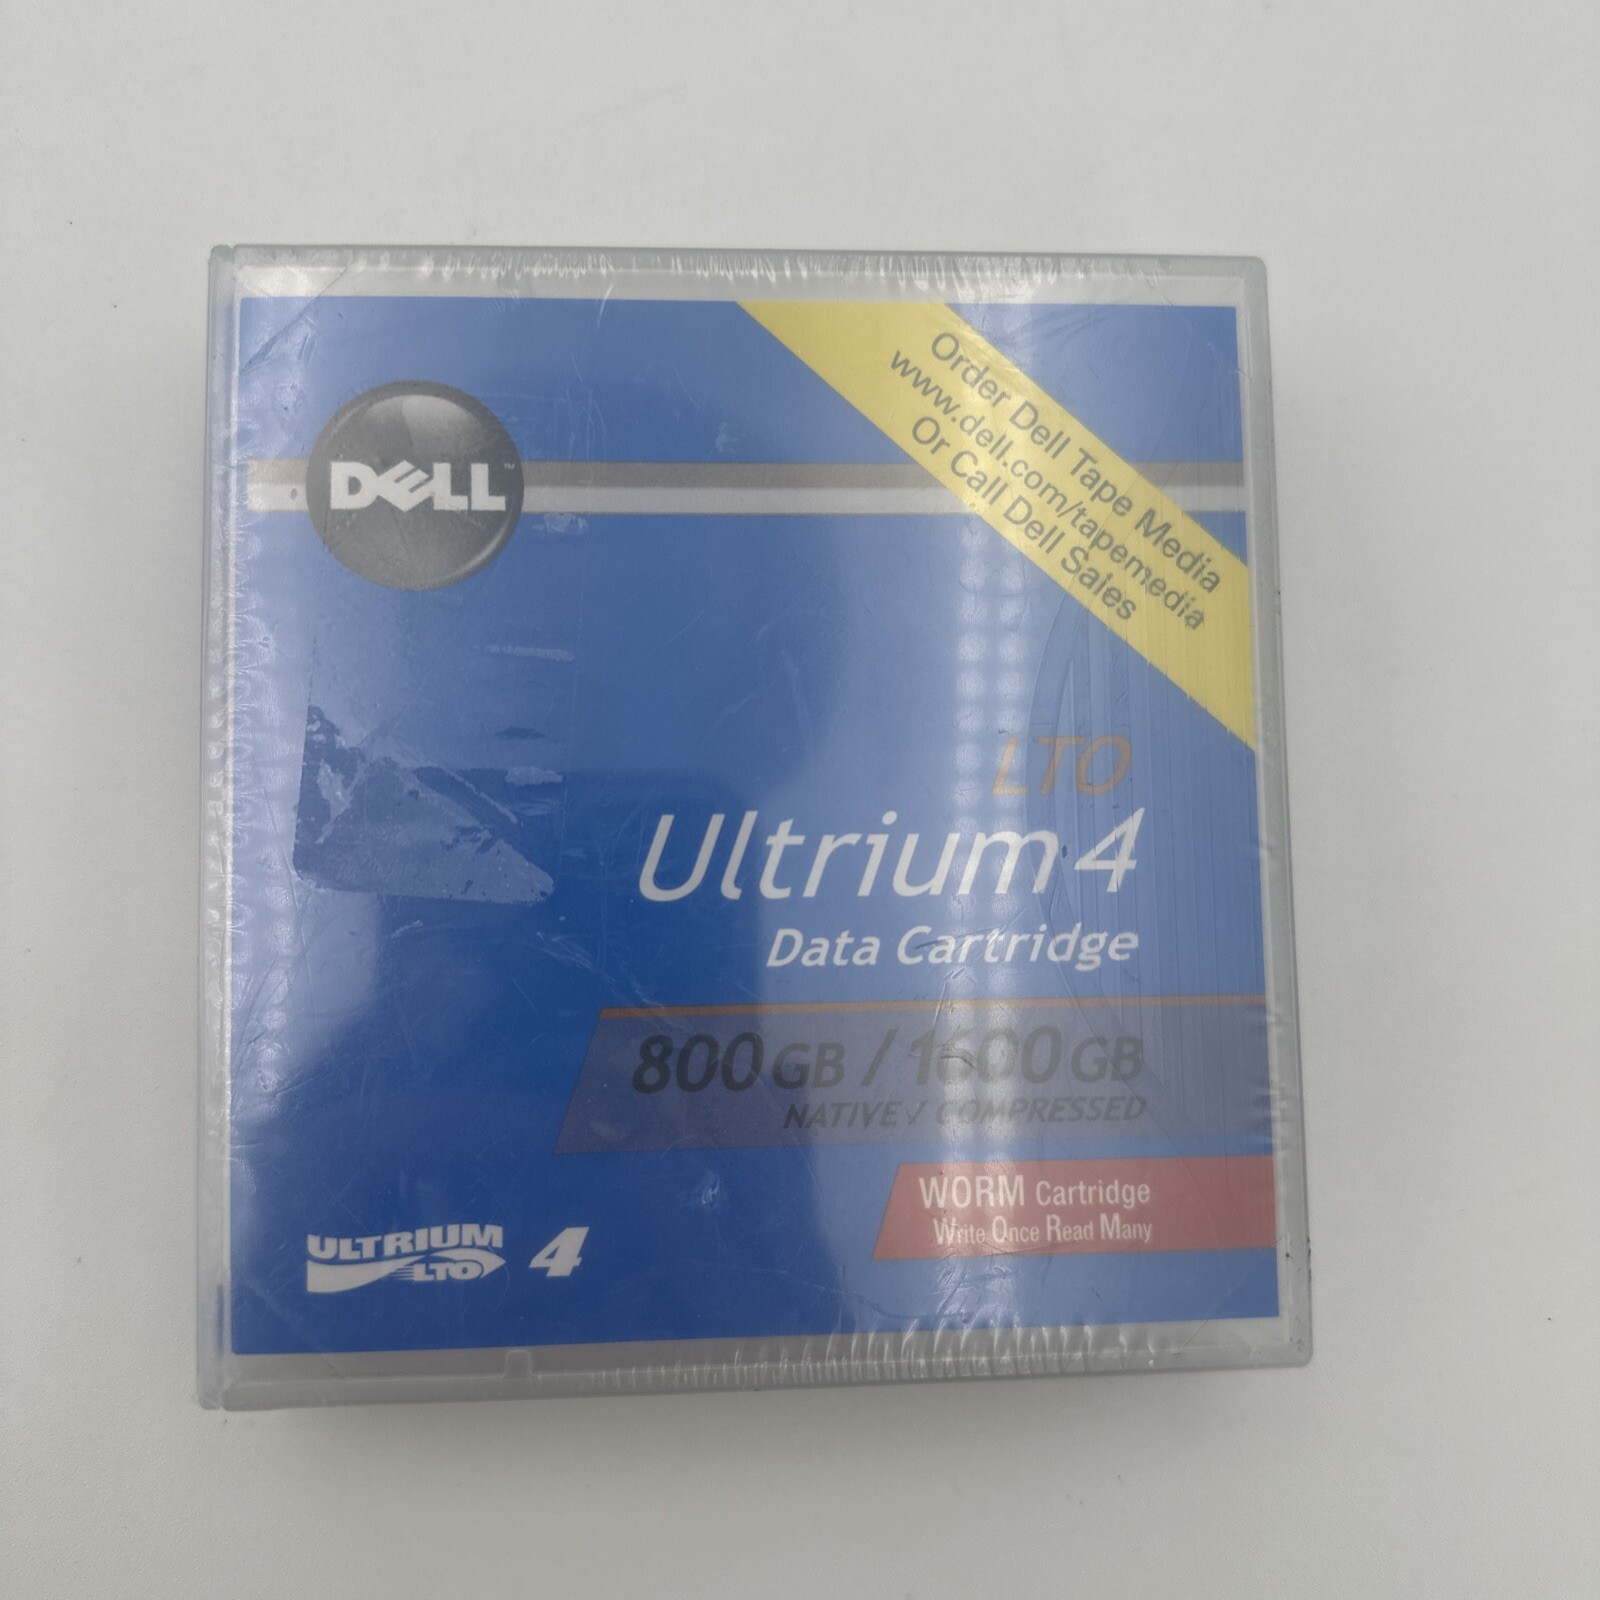 Order Dell Tape Media
www.dell.com/tapemedia
Or Call Dell Sales
DELL™
LTO
Ultrium 4
Data Cartridge
800GB / 1600GB
NATIVE / COMPRESSED
WORM Cartridge
Write Once Read Many
ULTRIUM
LTO
4